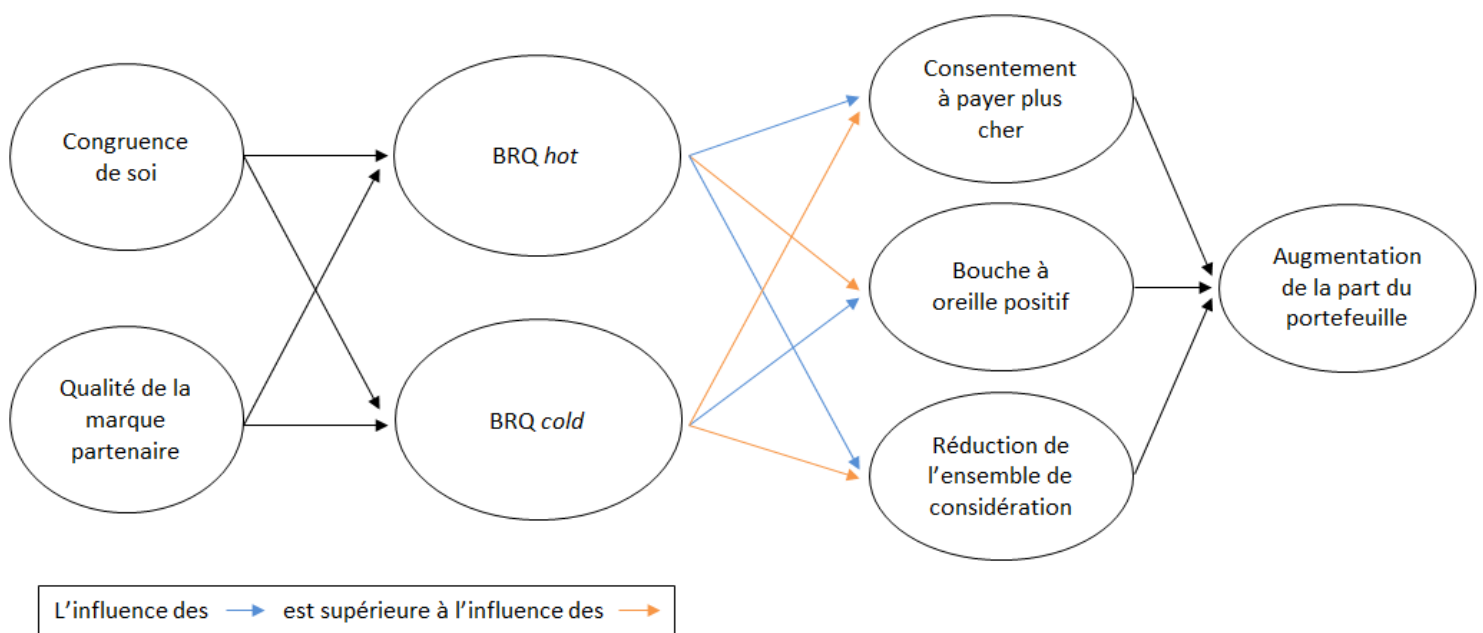 Congruence
de soi
BRQ hot
Consentement
à payer plus
cher
Bouche à
oreille positif
Augmentation
de la part du
portefeuille
Qualité de la
marque
partenaire
BRQ cold
Réduction de
l’ensemble de
considération
L’influence des est supérieure à l’influence des